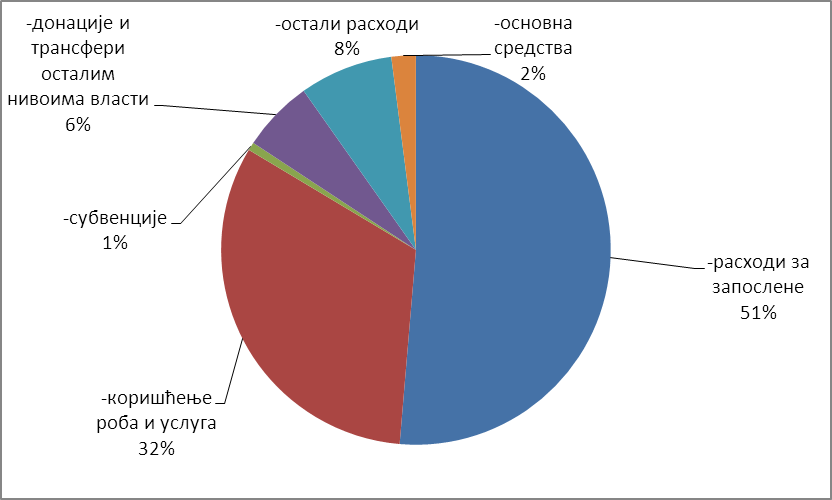 -донације и
трансфери
осталим
нивоима власти
6%
-остали расходи
8%
-основна
средства
2%
-субвенције
1%
-расходи за
запослене
51%
-коришћење
роба и услуга
32%